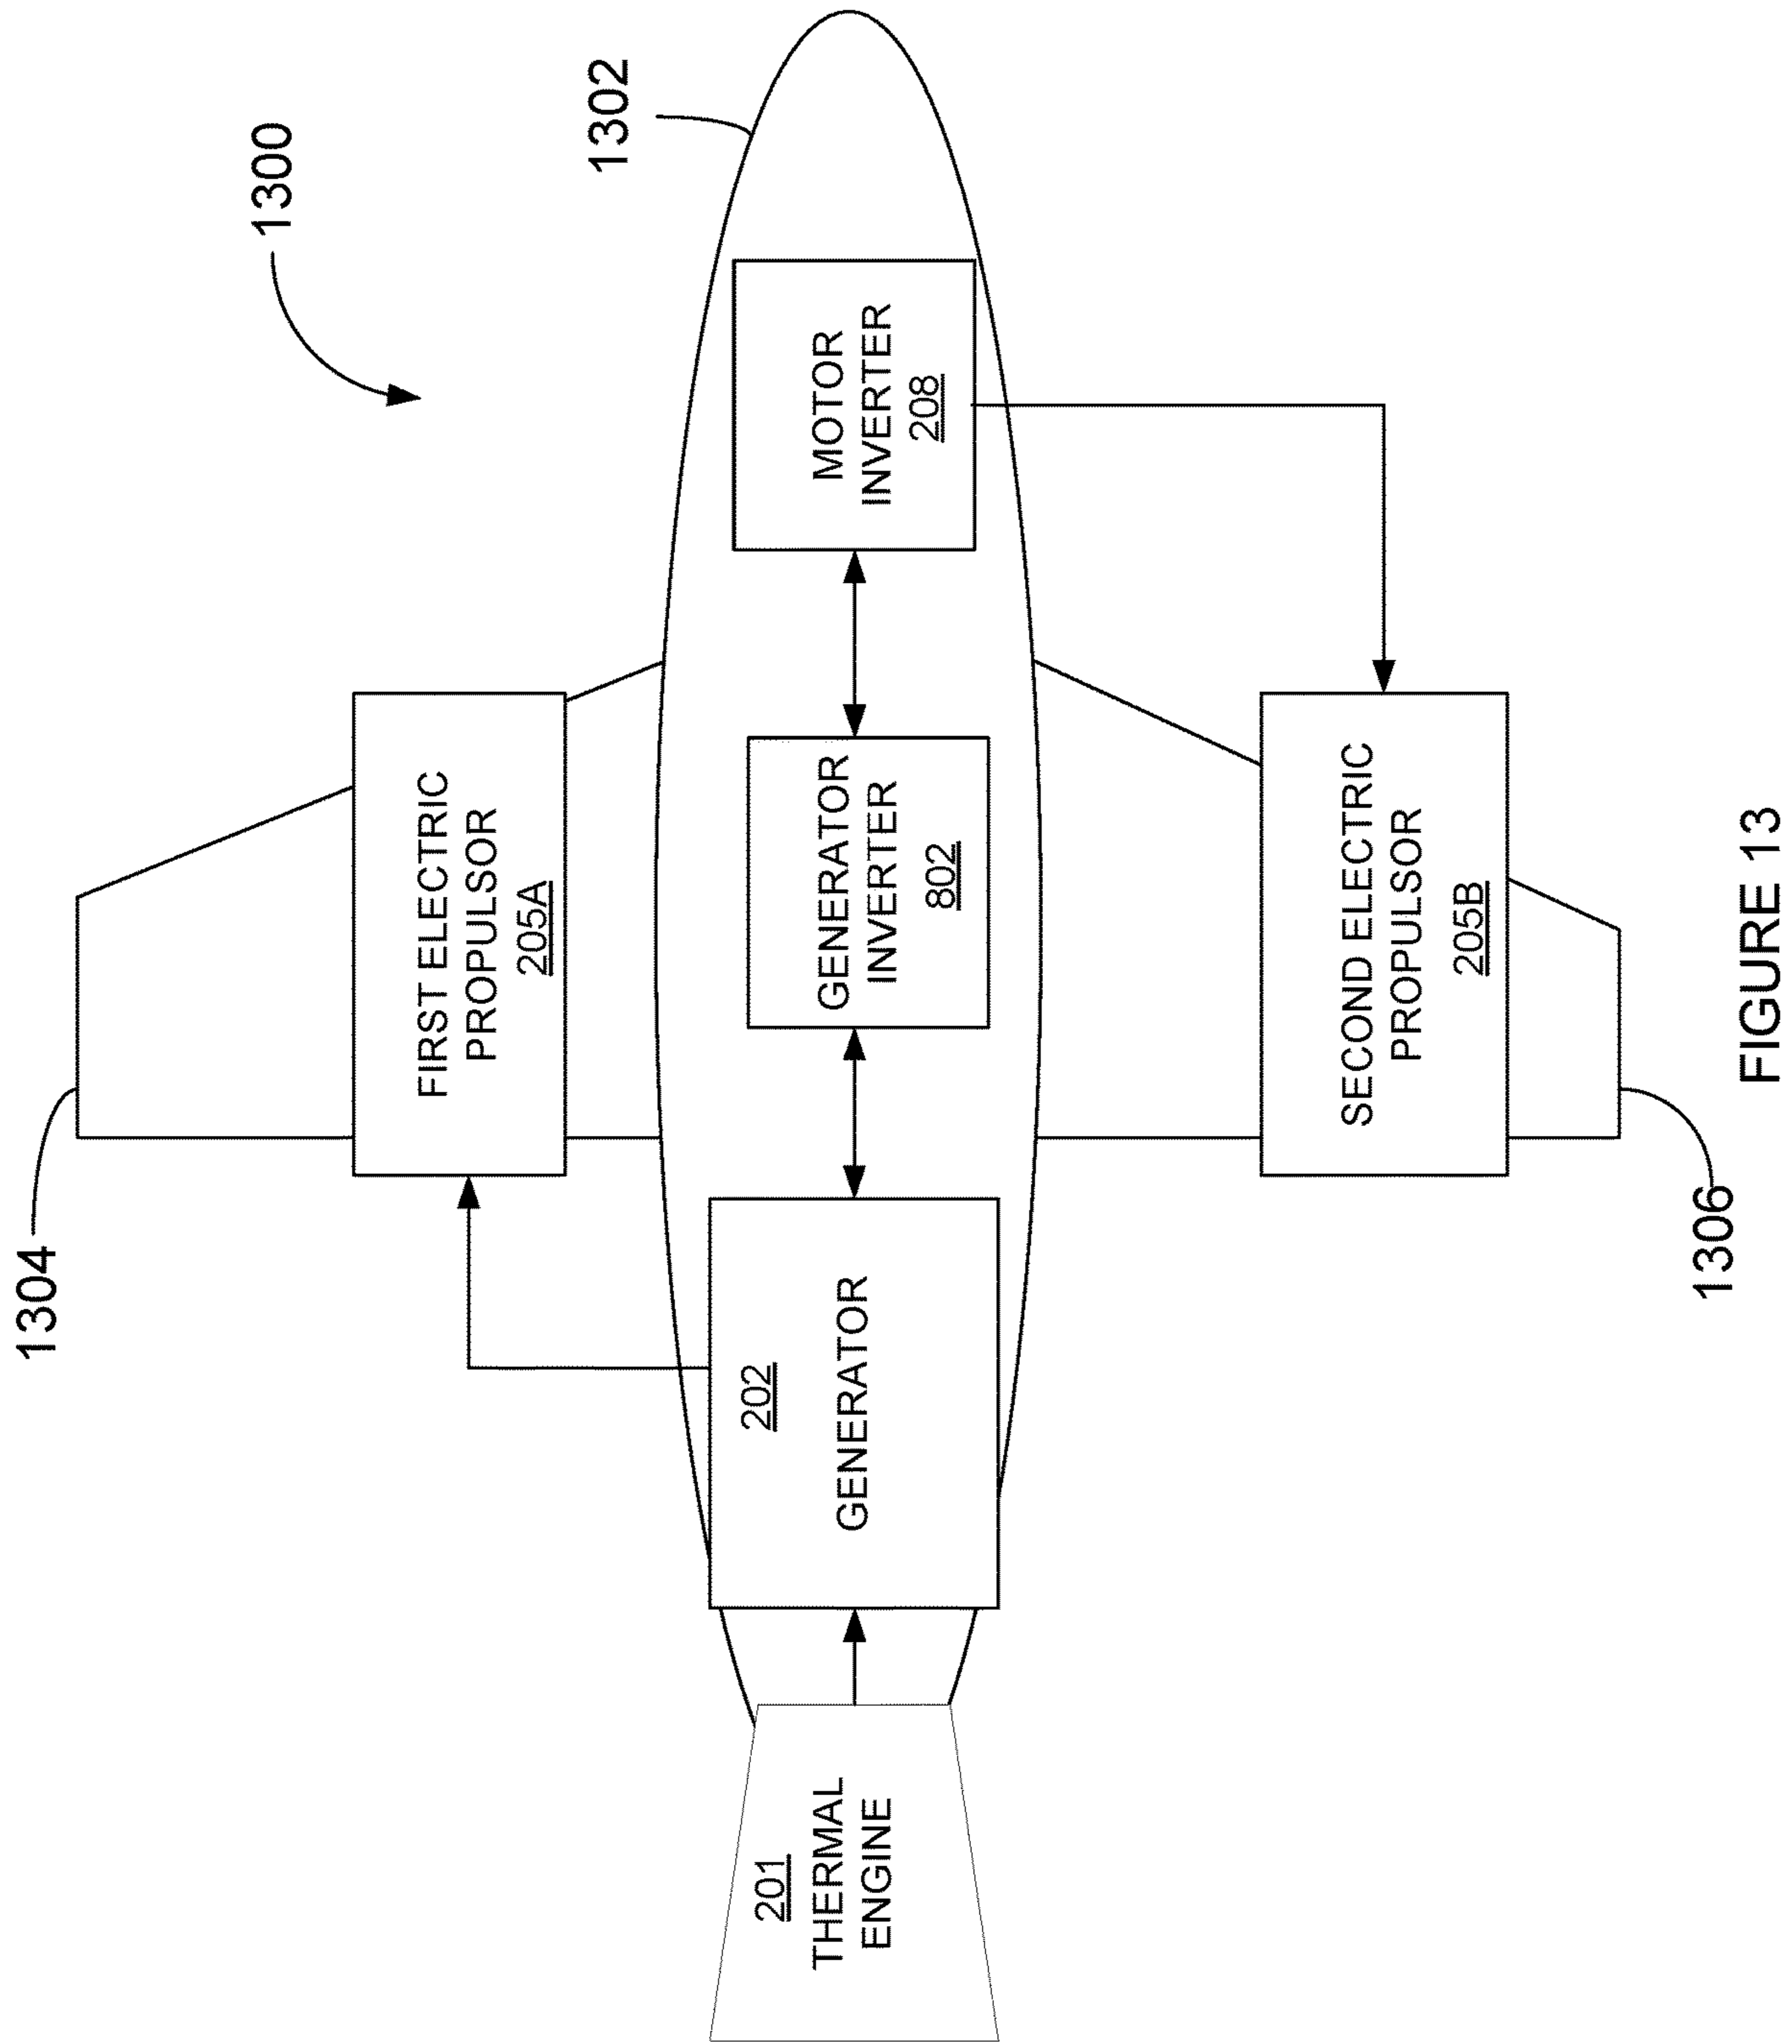 1300
1302
1304
FIRST ELECTRIC
PROPULSOR
205A
201
THERMAL
ENGINE
202
GENERATOR
GENERATOR
INVERTER
802
MOTOR
INVERTER
208
SECOND ELECTRIC
PROPULSOR
205B
1306
FIGURE 13